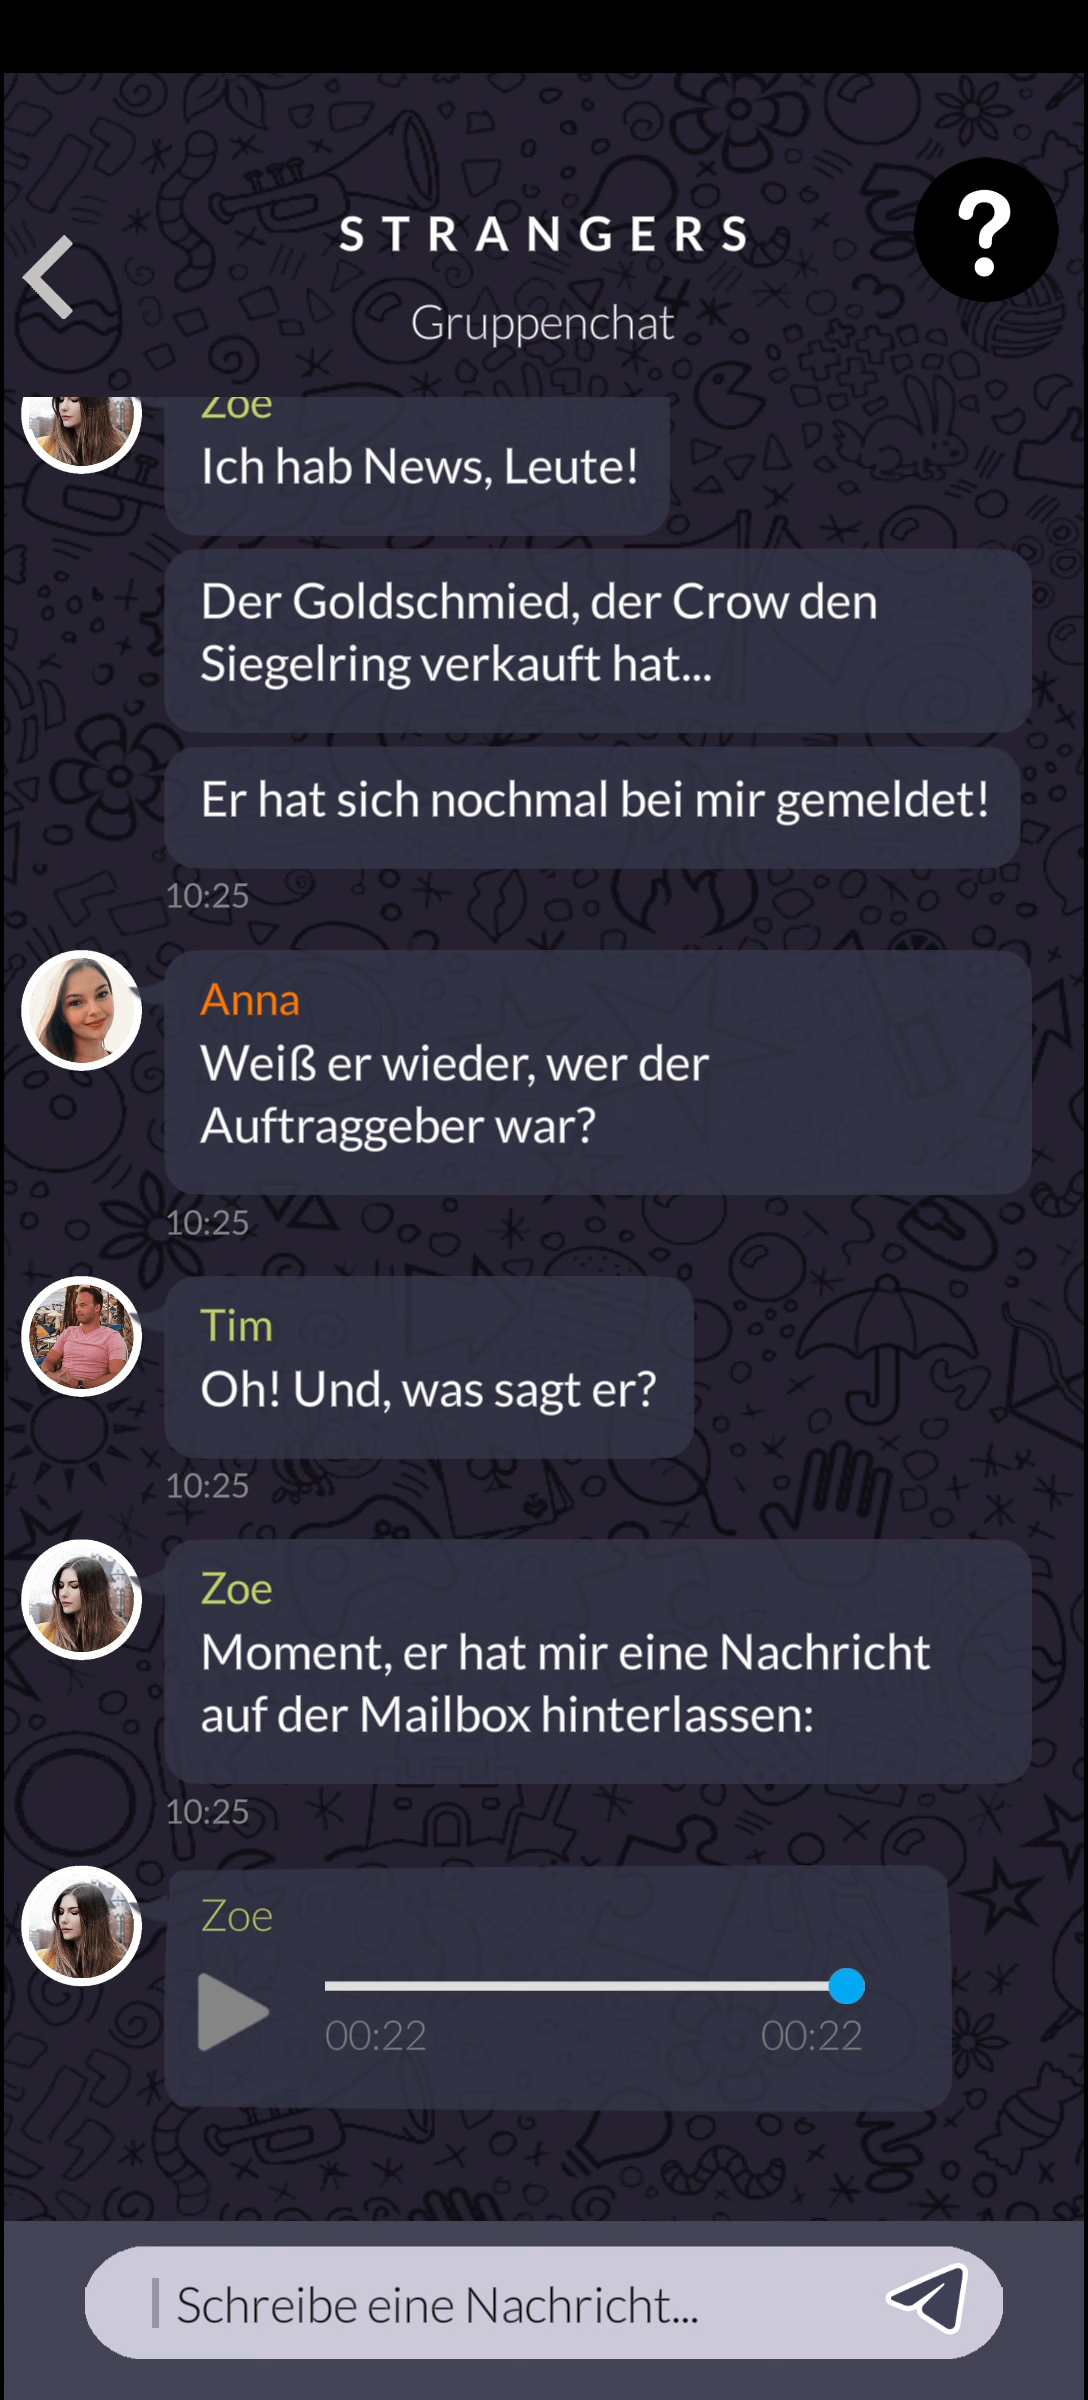 STRANGERS
Gruppenchat
Zoe
Ich hab News, Leute!
Der Goldschmied, der Crow den
Siegelring verkauft hat...
Er hat sich nochmal bei mir gemeldet!
10:25
Anna
Weiß er wieder, wer der
Auftraggeber war?
10:25
Tim
Oh! Und, was sagt er?
10:25
Zoe
Moment, er hat mir eine Nachricht
auf der Mailbox hinterlassen:
10:25
Zoe
00:22 00:22
Schreibe eine Nachricht...